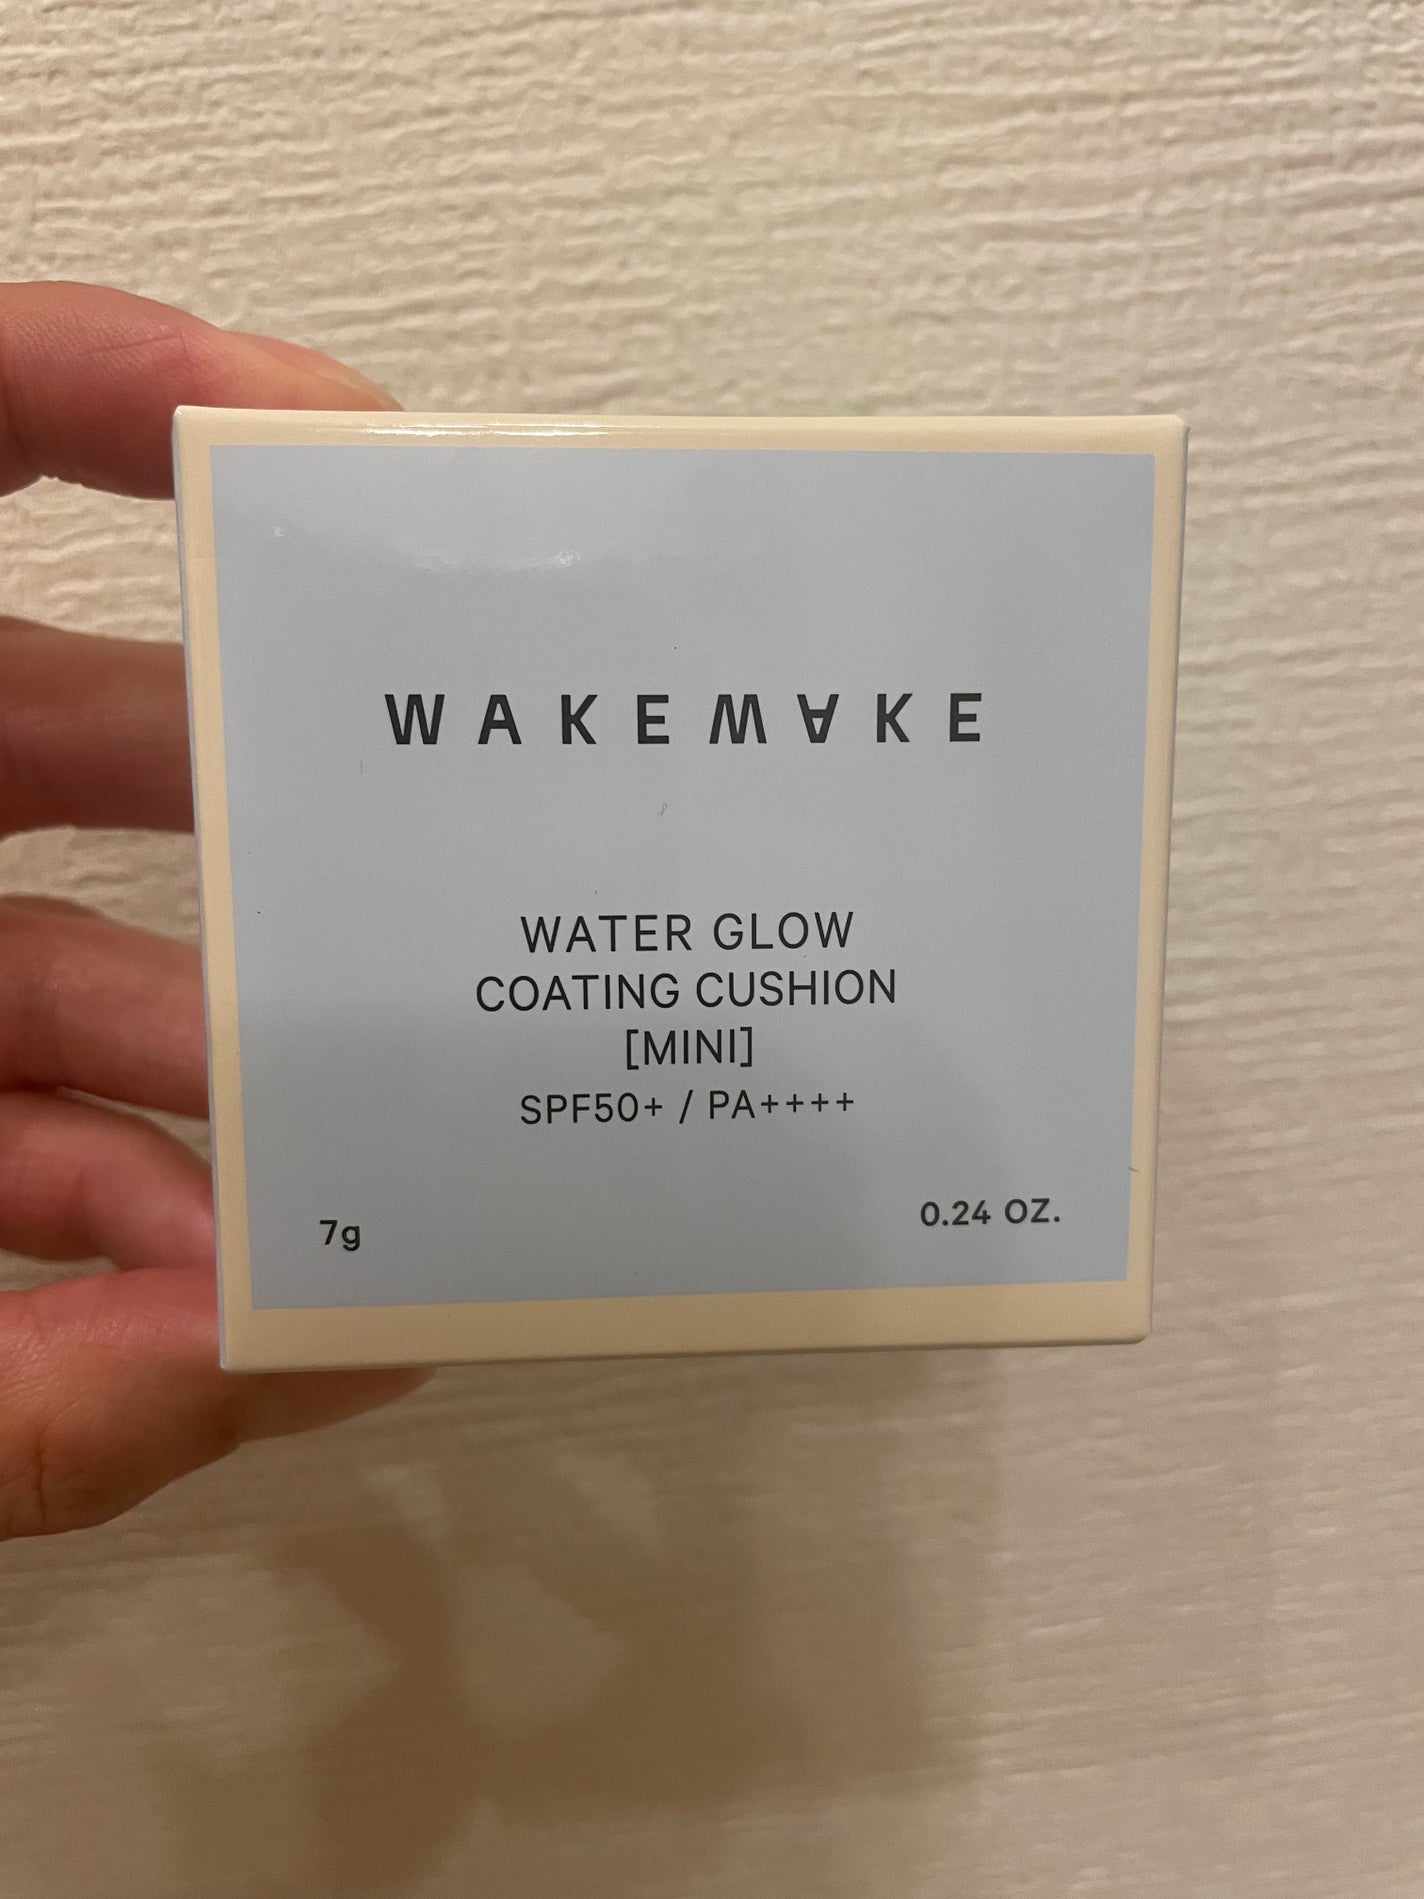 WAKEMAKE
WATER GLOW
COATING CUSHION
[MINI]
SPF50+ / PA++++
7g
0.24 OZ.